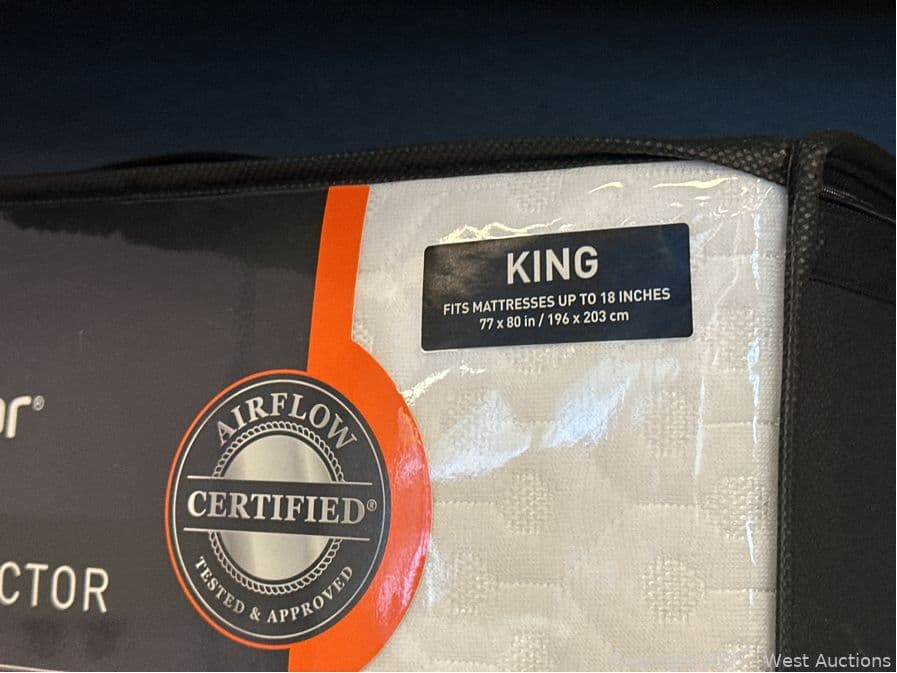 KING
FITS MATTRESSES UP TO 18 INCHES
77 x 80 in / 196 x 203 cm
or®
AIRFLOW
CERTIFIED®
TESTED & APPROVED
CTOR
West Auctions